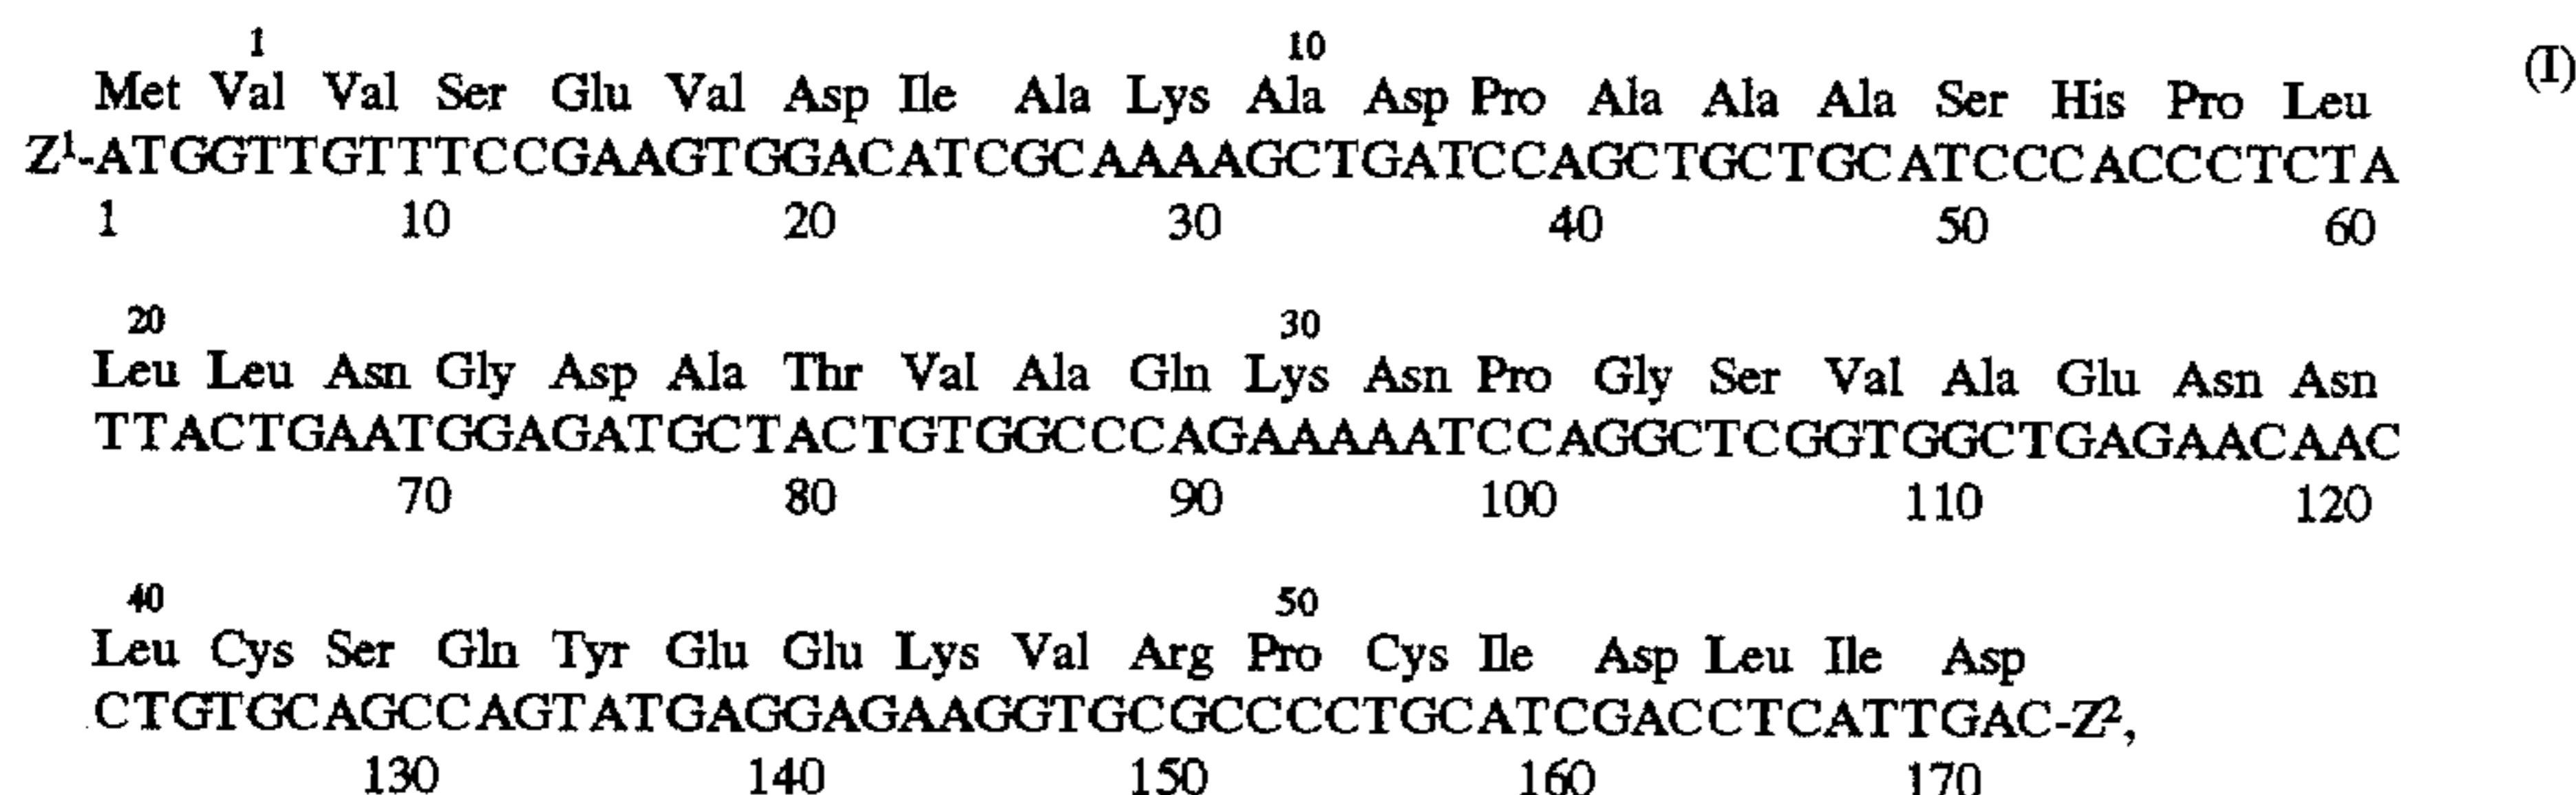 1 10
Met Val Val Ser Glu Val Asp Ile Ala Lys Ala Asp Pro Ala Ala Ala Ser His Pro Leu (I)
Z¹-ATGGTTGTTTCCGAAGTGGACATCGCAAAAGCTGATCCAGCTGCTGCATCCCACCCTCTA
1 10 20 30 40 50 60
20 30
Leu Leu Asn Gly Asp Ala Thr Val Ala Gln Lys Asn Pro Gly Ser Val Ala Glu Asn Asn
TTACTGAATGGAGATGCTACTGTGGCCCAGAAAAATCCAGGCTCGGTGGCTGAGAACAAC
70 80 90 100 110 120
40 50
Leu Cys Ser Gln Tyr Glu Glu Lys Val Arg Pro Cys Ile Asp Leu Ile Asp
CTGTGCAGCCAGTATGAGGAGAAGGTGCGCCCCTGCATCGACCTCATTGAC-Z²,
130 140 150 160 170